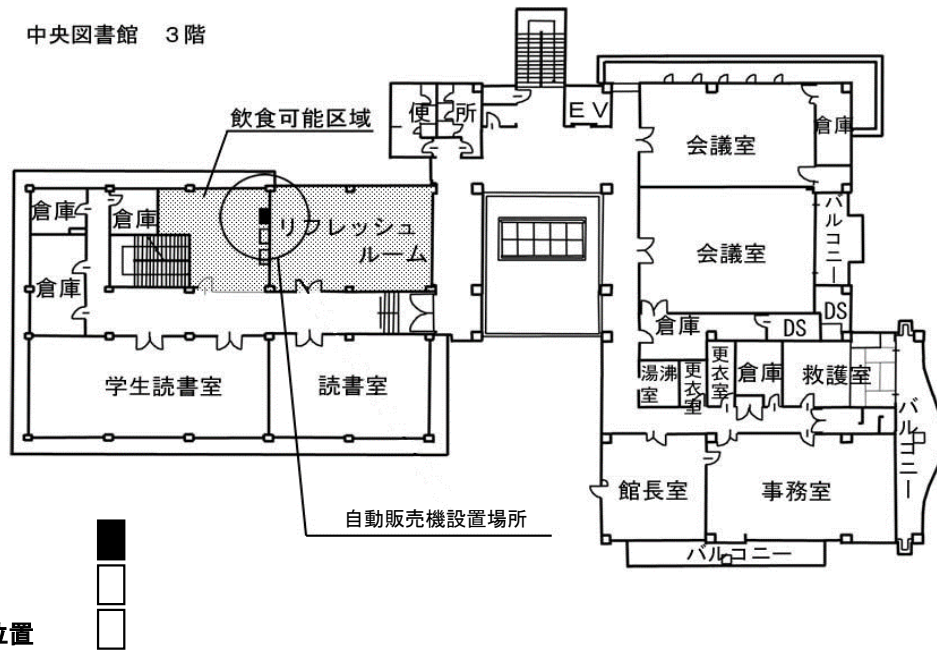 中央図書館 3階
便 所
EV
飲食可能区域
会議室
倉庫
倉庫
倉庫
リフレッシュ
ルーム
会議室
バルコニー
倉庫
DS
倉庫
DS
学生読書室
読書室
湯沸
室
更衣室
更衣室
倉庫
救護室
バルコニー
館長室
事務室
自動販売機設置場所
バルコニー
置